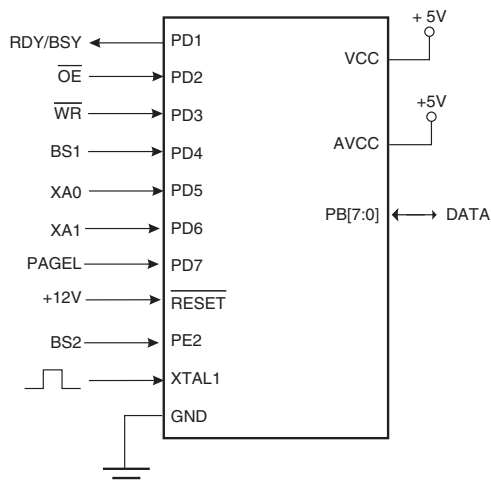 + 5V
RDY/BSY PD1
VCC
OE PD2
+5V
WR PD3
AVCC
BS1 PD4
XA0 PD5
PB[7:0] DATA
XA1 PD6
PAGEL PD7
+12V RESET
BS2 PE2
XTAL1
GND